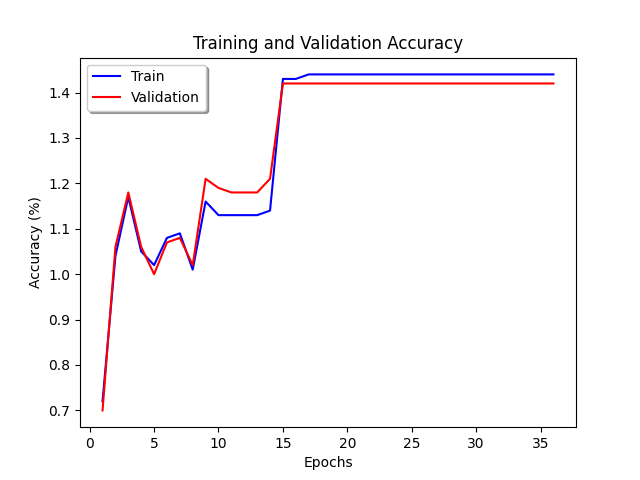 Training and Validation Accuracy
Train
Validation
Accuracy (%)
1.4
1.3
1.2
1.1
1.0
0.9
0.8
0.7
0 5 10 15 20 25 30 35
Epochs